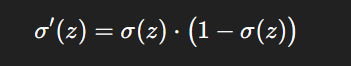 σ′(z) = σ(z) · (1 − σ(z))